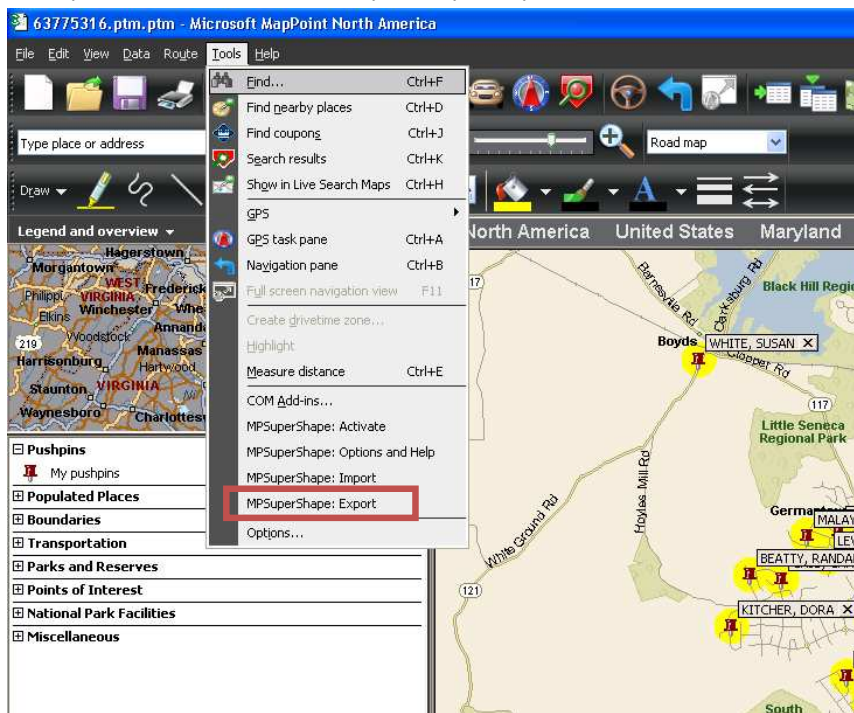 63775316.ptm.ptm - Microsoft MapPoint North America
File Edit View Data Route Tools Help
Type place or address
Road map
Draw
A
Legend and overview
North America United States Maryland
Find... Ctrl+F
Find nearby places Ctrl+D
Find coupons Ctrl+J
Search results Ctrl+K
Show in Live Search Maps Ctrl+H
GPS
GPS task pane Ctrl+A
Navigation pane Ctrl+B
Full screen navigation view F11
Create drivetime zone...
Highlight
Measure distance Ctrl+E
COM Add-ins...
MPSuperShape: Activate
MPSuperShape: Options and Help
MPSuperShape: Import
MPSuperShape: Export
Options...
Hagerstown
Morgantown
WEST
VIRGINIA
Frederick
Philippi
Elkins
Winchester
Annanda
Woodstock
219
Manassas
Harrisonburg
Hartwood
Staunton
VIRGINIA
Waynesboro
Charlottes
Pushpins
My pushpins
Populated Places
Boundaries
Transportation
Parks and Reserves
Points of Interest
National Park Facilities
Miscellaneous
17
Barnesville Rd
Clarksburg Rd
Black Hill Regio
Boyds
WHITE, SUSAN
Clopper Rd
117
Little Seneca
Regional Park
Hoyles Mill Rd
White Ground Rd
121
MALAY
LEV
BEATTY, RANDA
KITCHER, DORA
South